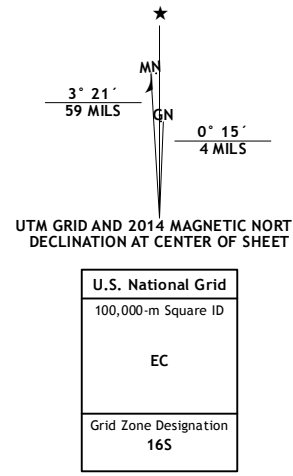 ★
MN
3° 21´
59 MILS
GN
0° 15´
4 MILS
UTM GRID AND 2014 MAGNETIC NORT
DECLINATION AT CENTER OF SHEET
U.S. National Grid
100,000-m Square ID
EC
Grid Zone Designation
16S